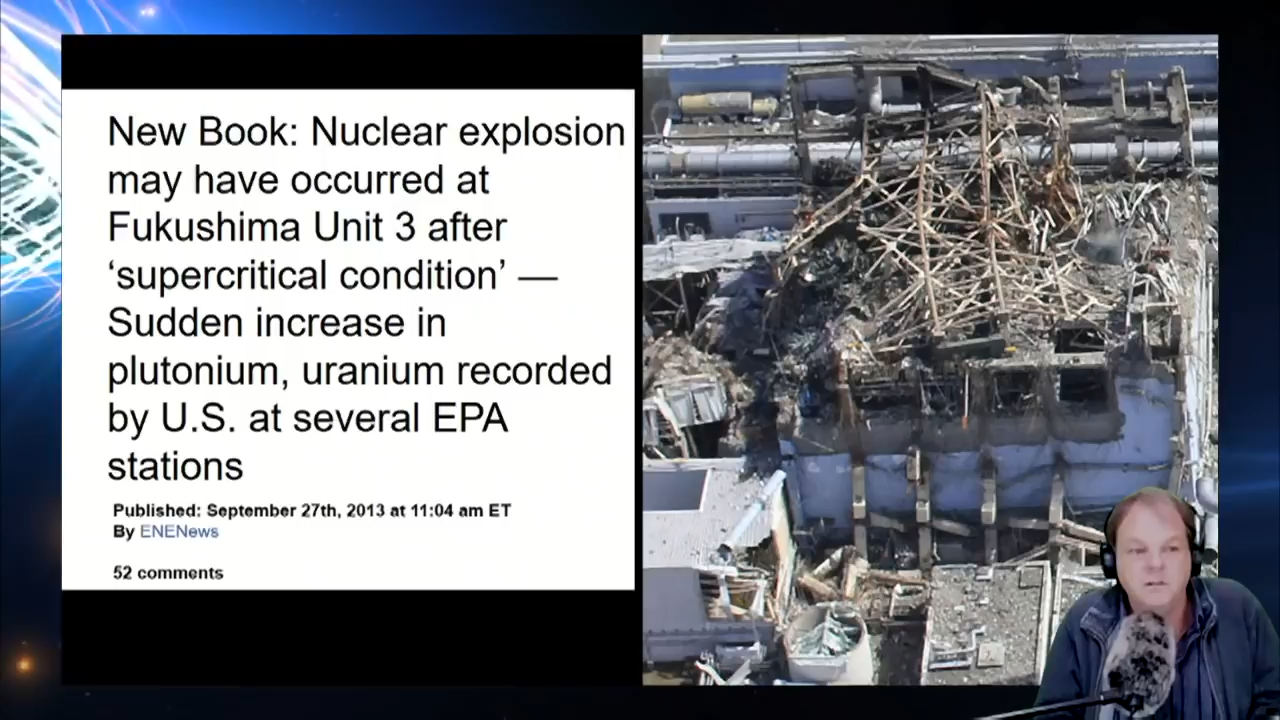 New Book: Nuclear explosion
may have occurred at
Fukushima Unit 3 after
‘supercritical condition’ —
Sudden increase in
plutonium, uranium recorded
by U.S. at several EPA
stations
Published: September 27th, 2013 at 11:04 am ET
By ENENews
52 comments